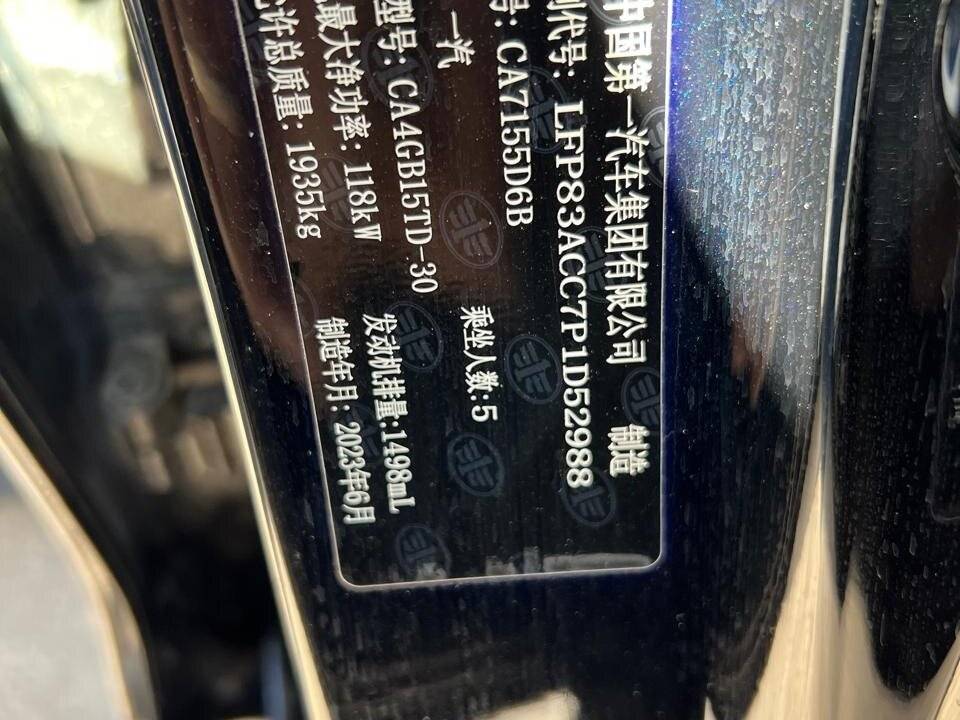 中国第一汽车集团有限公司 制造
别代号: LFP83ACC7P1D52988
号: CA7155D6B
一汽 乘坐人数:5
型号: CA4GB15TD-30 发动机排量:1498mL
最大净功率: 118kW 制造年月: 2023年6月
允许总质量: 1935kg